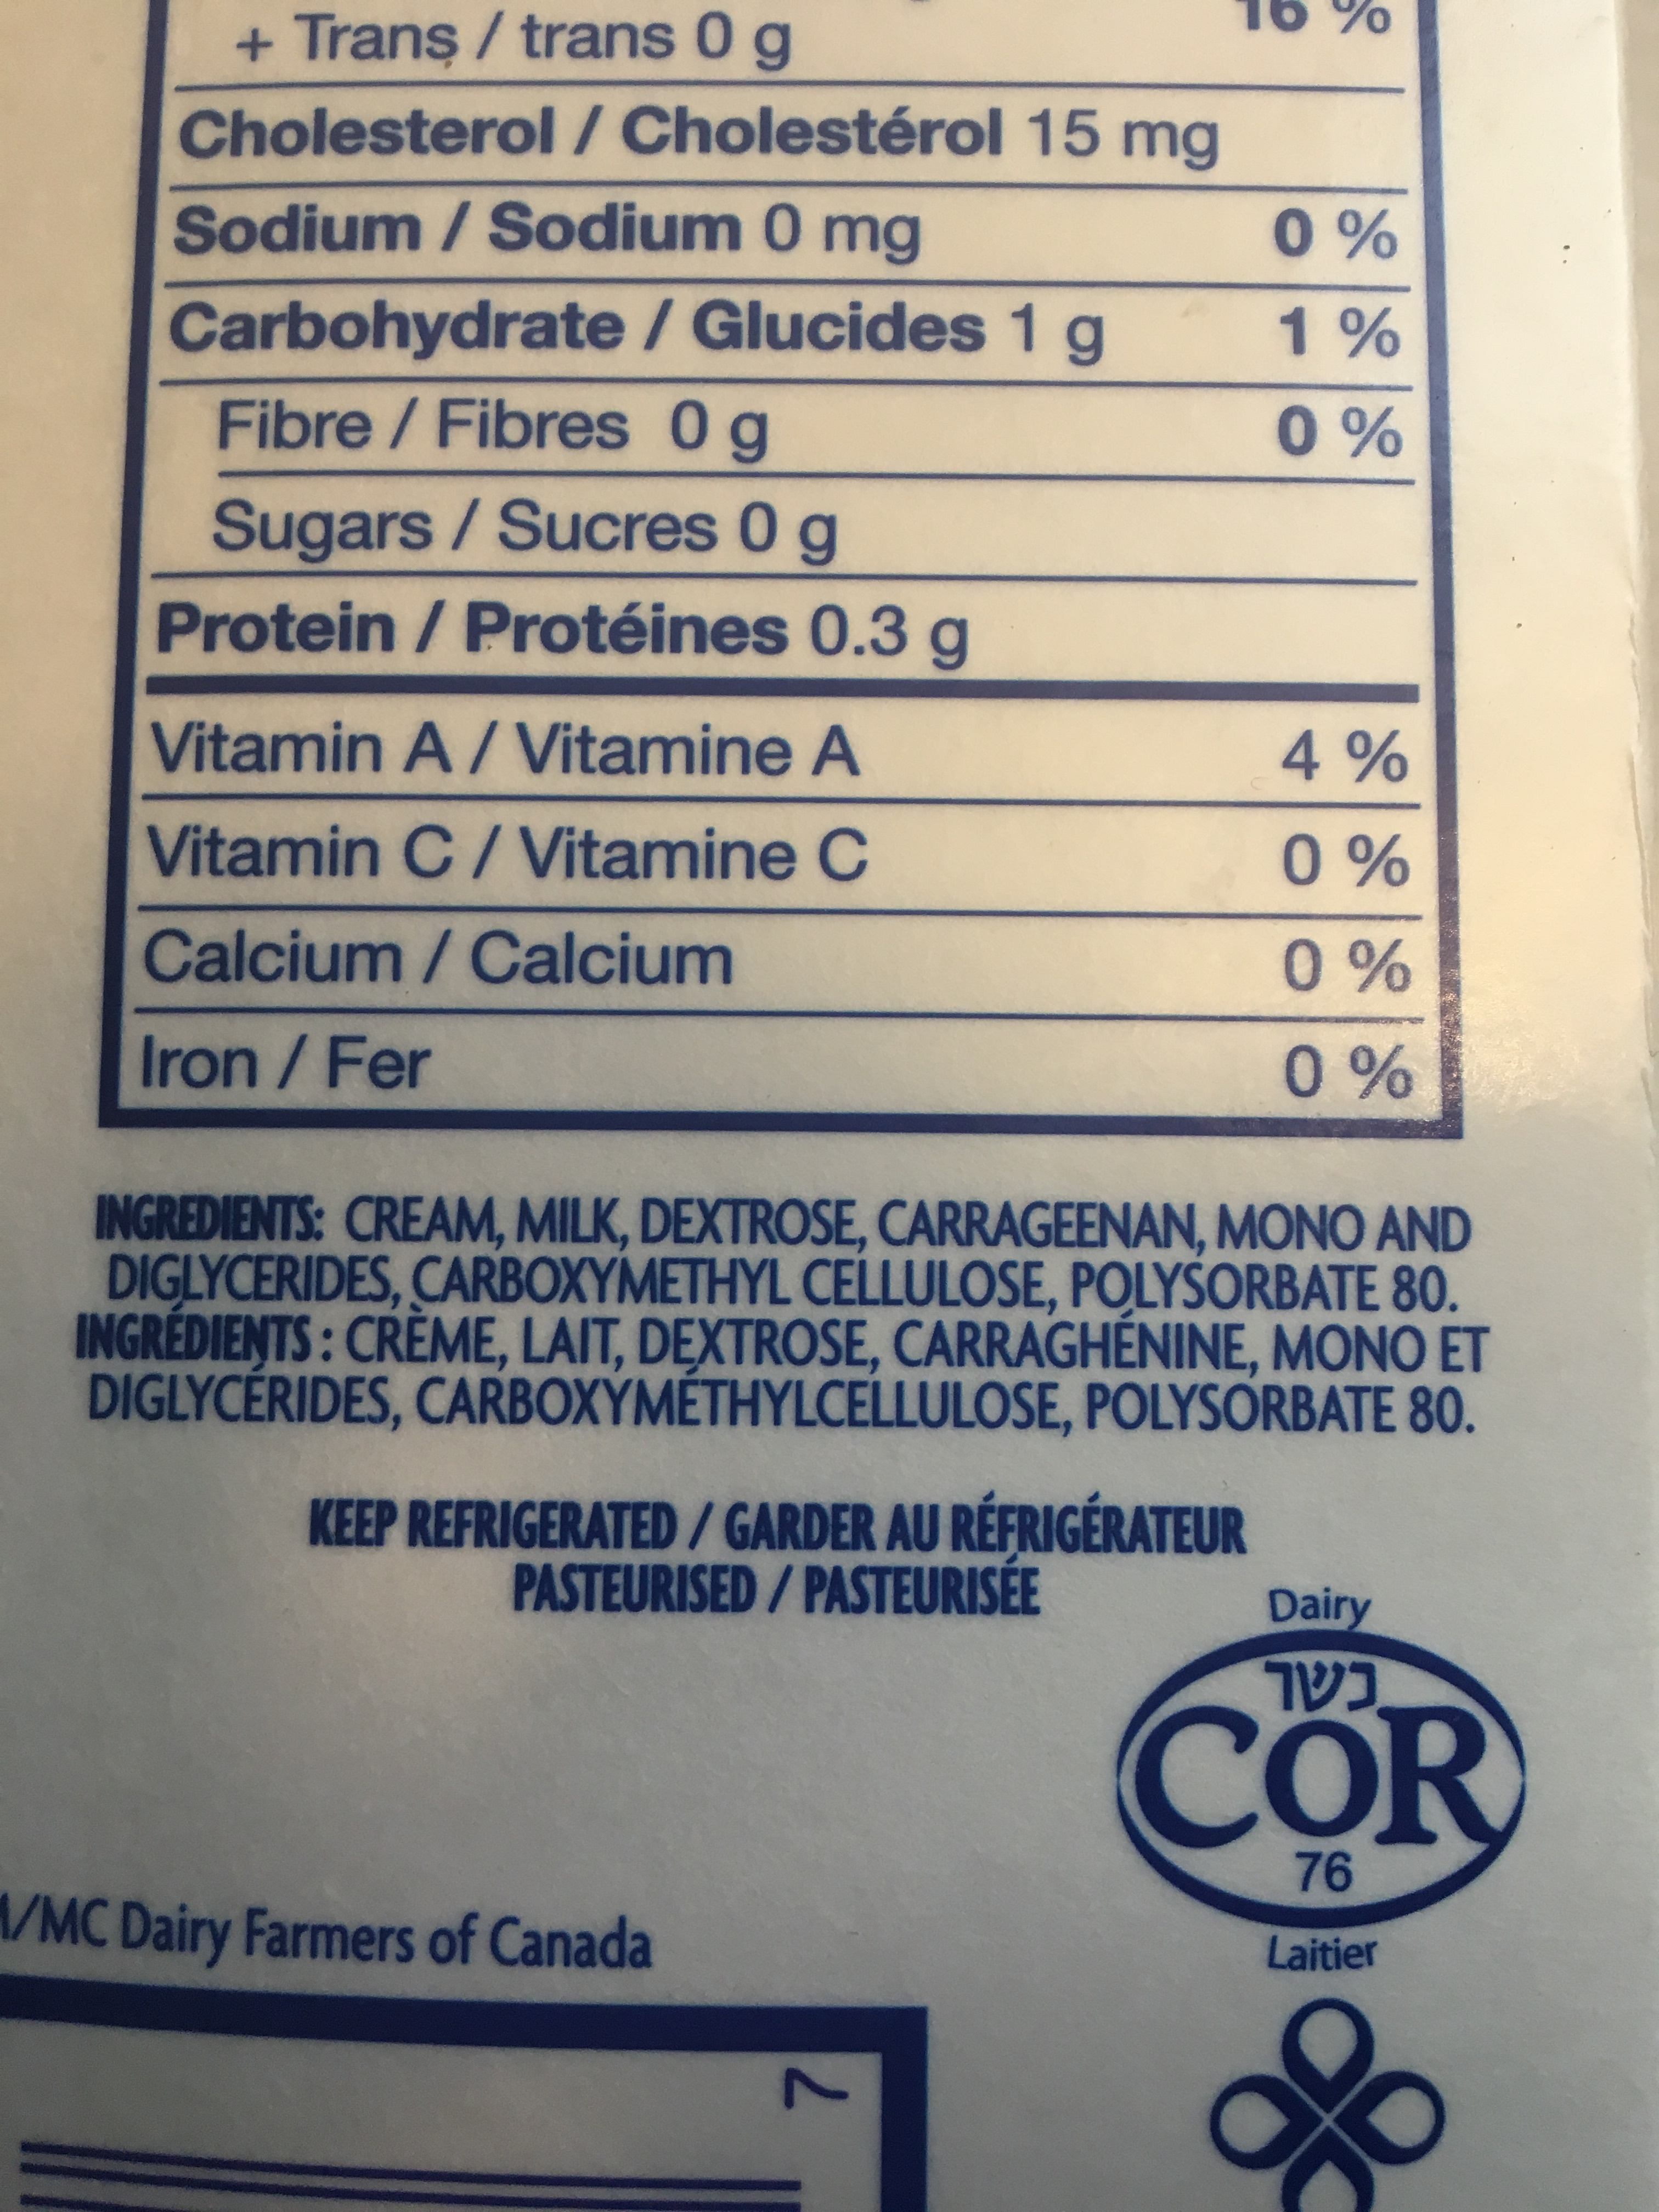 + Trans / trans 0 g 16 %
Cholesterol / Cholestérol 15 mg
Sodium / Sodium 0 mg 0 %
Carbohydrate / Glucides 1 g 1 %
Fibre / Fibres 0 g 0 %
Sugars / Sucres 0 g
Protein / Protéines 0.3 g
Vitamin A / Vitamine A 4 %
Vitamin C / Vitamine C 0 %
Calcium / Calcium 0 %
Iron / Fer 0 %
INGREDIENTS: CREAM, MILK, DEXTROSE, CARRAGEENAN, MONO AND
DIGLYCERIDES, CARBOXYMETHYL CELLULOSE, POLYSORBATE 80.
INGRÉDIENTS : CRÈME, LAIT, DEXTROSE, CARRAGHÉNINE, MONO ET
DIGLYCÉRIDES, CARBOXYMÉTHYLCELLULOSE, POLYSORBATE 80.
KEEP REFRIGERATED / GARDER AU RÉFRIGÉRATEUR
PASTEURISED / PASTEURISÉE
Dairy
כשר
COR
76
Laitier
/MC Dairy Farmers of Canada
7